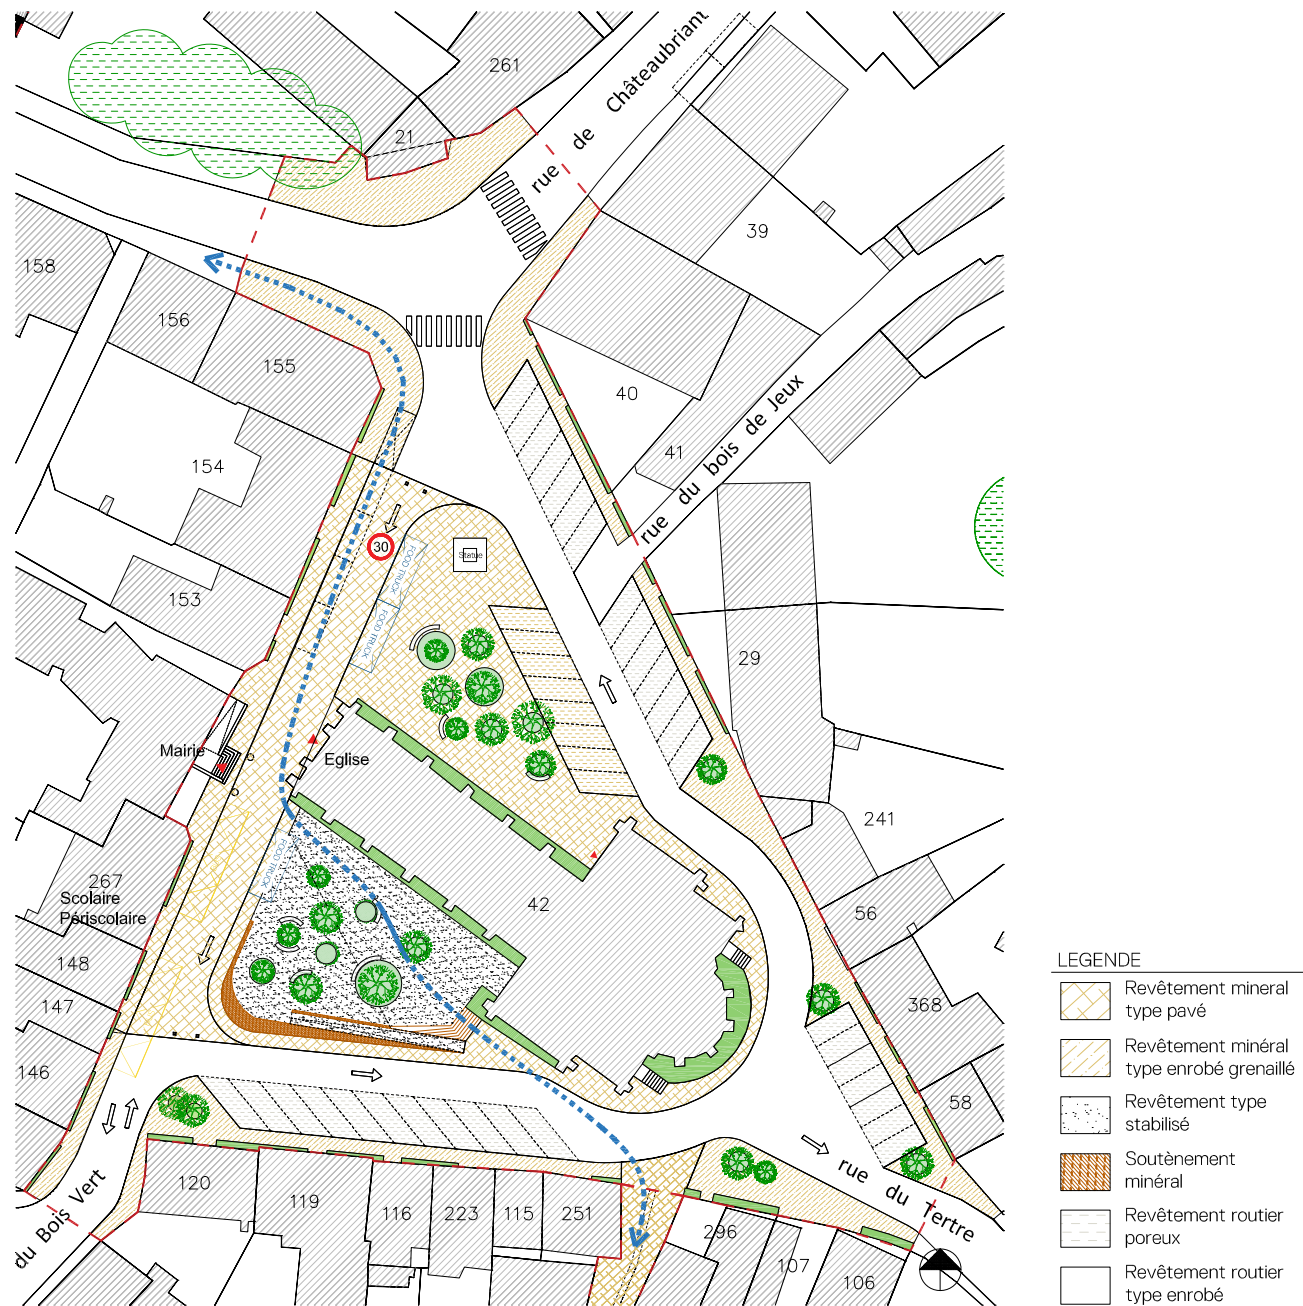 261
21
rue de Châteaubriant
39
158
156
155
40
41
rue du bois de Jeux
154
30
Statue
FOOD TRUCK
FOOD TRUCK
153
29
Mairie
Eglise
241
FOOD TRUCK
267
Scolaire
Périscolaire
42
56
148
368
147
146
58
120
119
116
223
115
251
296
107
106
rue du Tertre
du Bois Vert
LEGENDE
Revêtement mineral
type pavé
Revêtement minéral
type enrobé grenaillé
Revêtement type
stabilisé
Soutènement
minéral
Revêtement routier
poreux
Revêtement routier
type enrobé